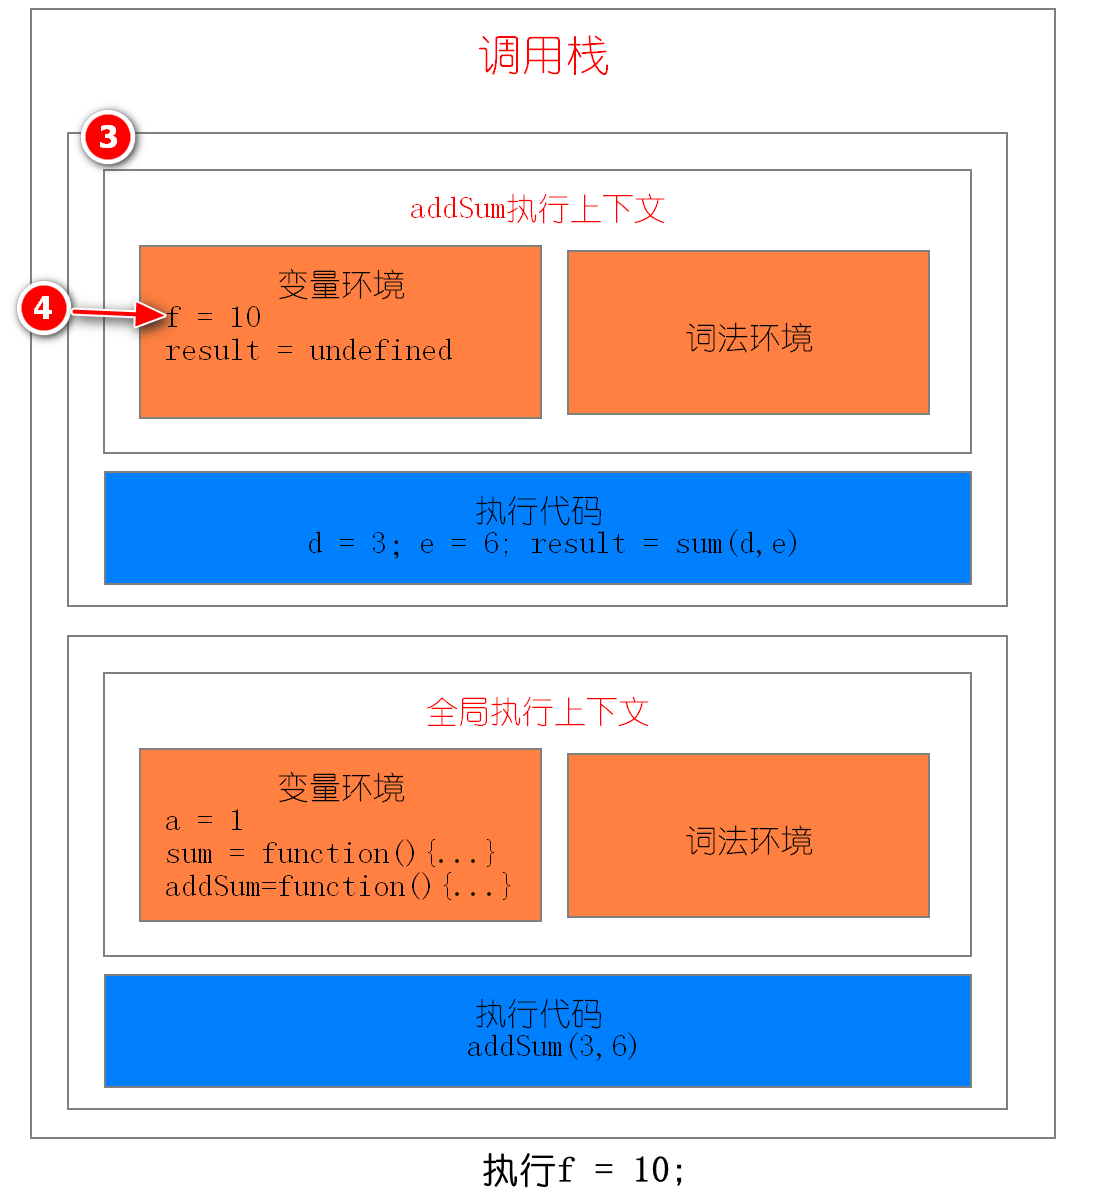 调用栈
3
addSum执行上下文
变量环境
4
f = 10
result = undefined
词法环境
执行代码
d = 3; e = 6; result = sum(d,e)
全局执行上下文
变量环境
a = 1
sum = function(){...}
addSum=function(){...}
词法环境
执行代码
addSum(3,6)
执行f = 10;